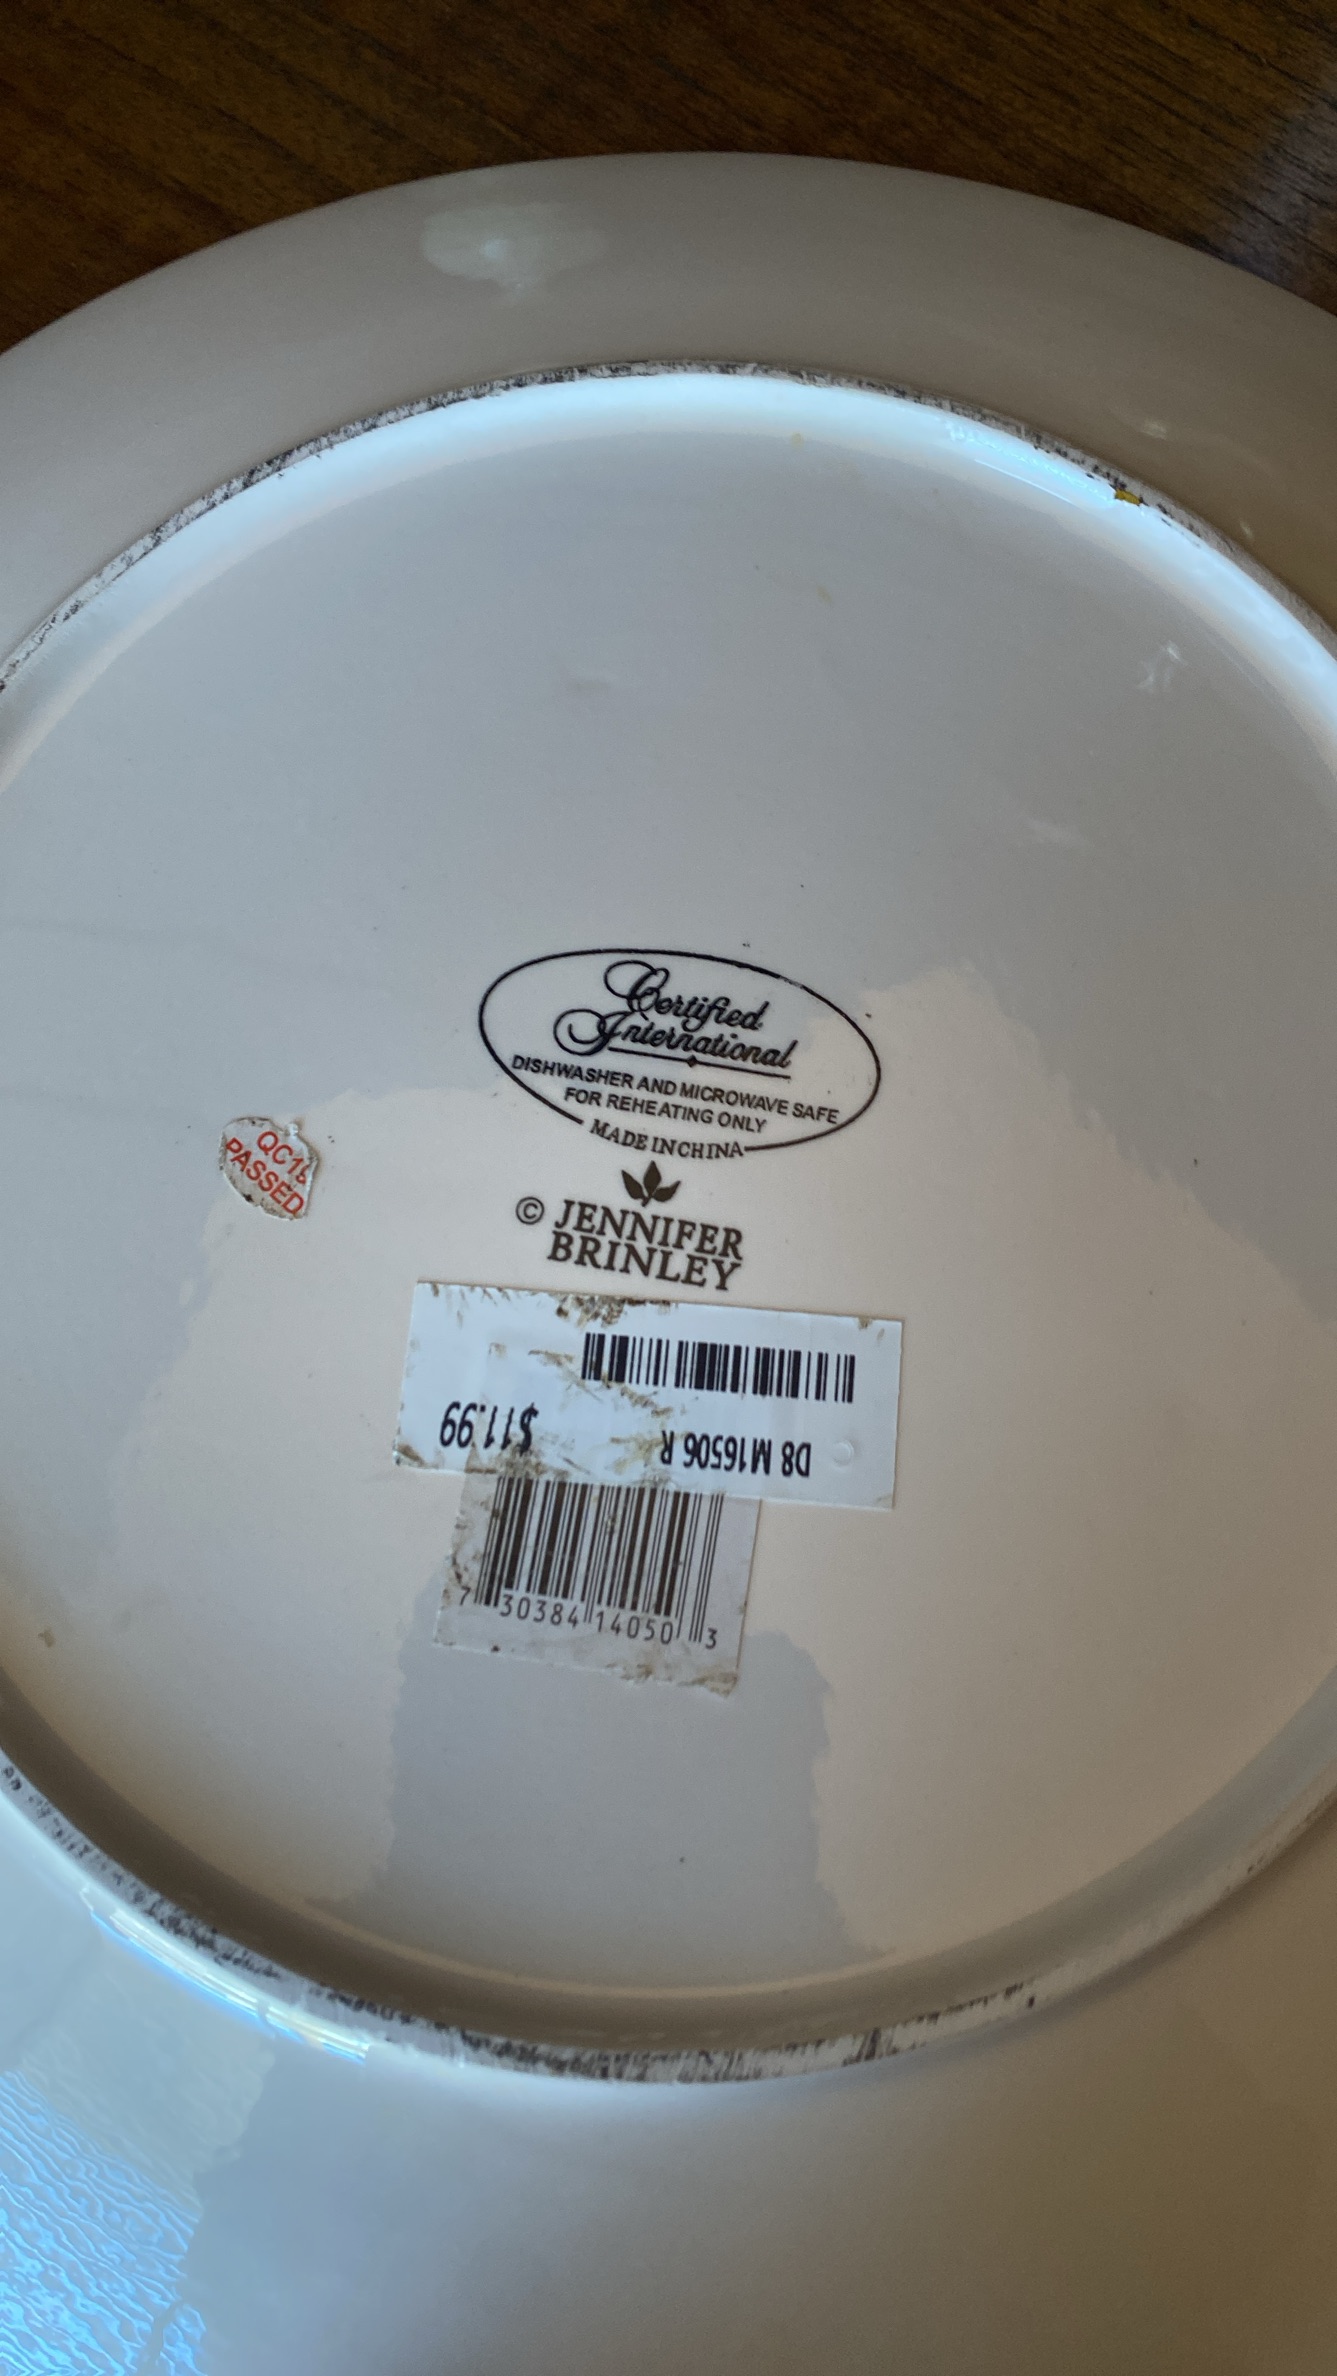 Certified
International
DISHWASHER AND MICROWAVE SAFE
FOR REHEATING ONLY
MADE IN CHINA
QC15
PASSED
© JENNIFER
BRINLEY
D8 M16506 R $11.99
7 30384 14050 3